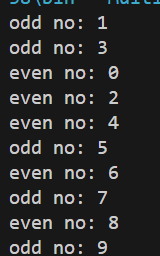 odd no: 1
odd no: 3
even no: 0
even no: 2
even no: 4
odd no: 5
even no: 6
odd no: 7
even no: 8
odd no: 9